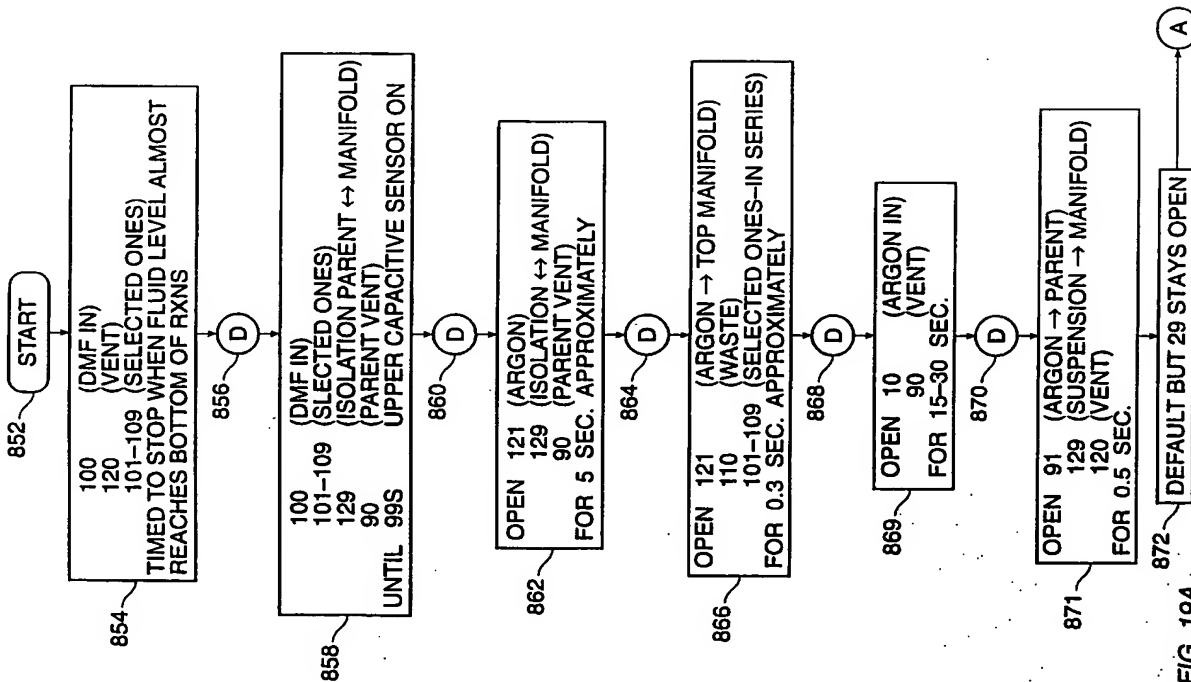 852 START
854
100 (DMF IN)
120 (VENT)
101–109 (SELECTED ONES)
TIMED TO STOP WHEN FLUID LEVEL ALMOST
REACHES BOTTOM OF RXNS
856 D
858
100 (DMF IN)
101–109 (SLECTED ONES)
129 (ISOLATION PARENT ↔ MANIFOLD)
90 (PARENT VENT)
UNTIL 99S UPPER CAPACITIVE SENSOR ON
860 D
862
OPEN 121 (ARGON)
129 (ISOLATION ↔ MANIFOLD)
90 (PARENT VENT)
FOR 5 SEC. APPROXIMATELY
864 D
866
OPEN 121 (ARGON → TOP MANIFOLD)
110 (WASTE)
101–109 (SELECTED ONES–IN SERIES)
FOR 0.3 SEC. APPROXIMATELY
868 D
869
OPEN 10 (ARGON IN)
90 (VENT)
FOR 15-30 SEC.
870 D
871
OPEN 91 (ARGON → PARENT)
129 (SUSPENSION → MANIFOLD)
120 (VENT)
FOR 0.5 SEC.
872 DEFAULT BUT 29 STAYS OPEN
A
FIG. 19A